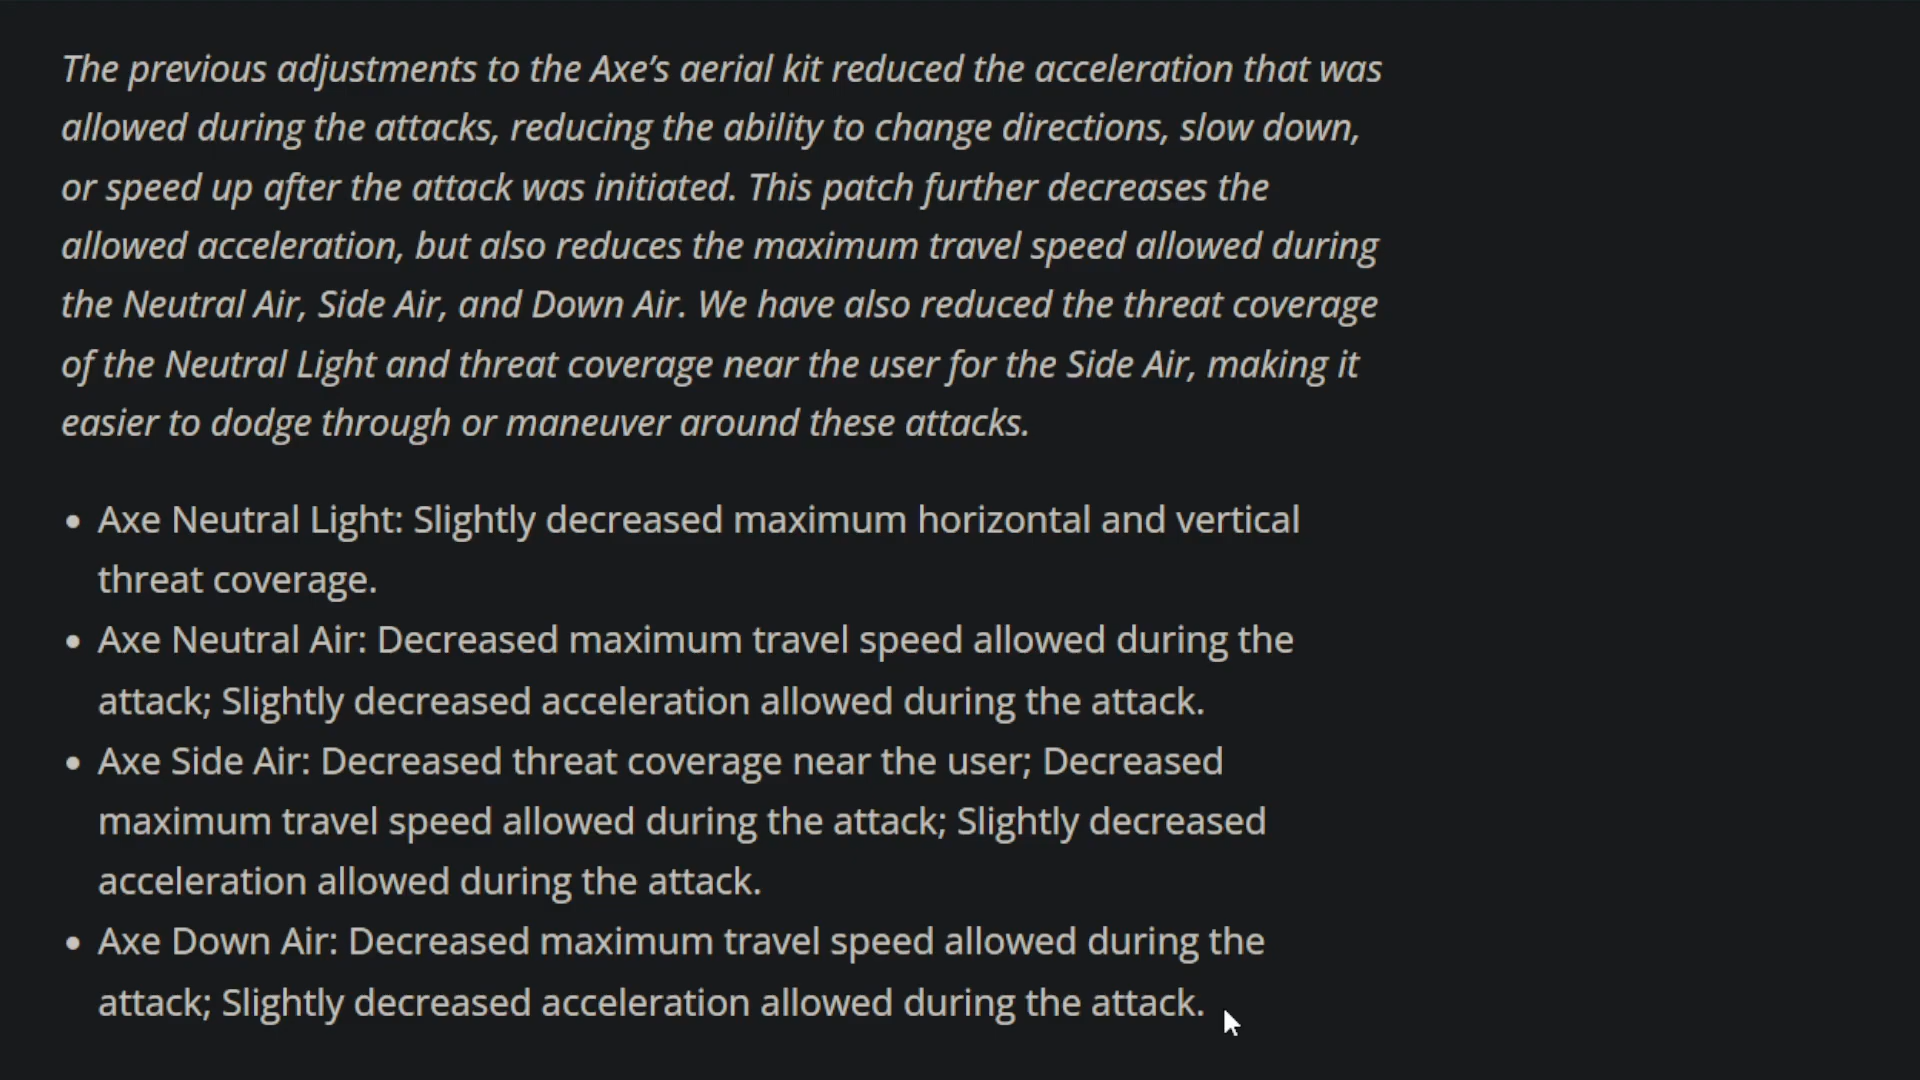 The previous adjustments to the Axe’s aerial kit reduced the acceleration that was
allowed during the attacks, reducing the ability to change directions, slow down,
or speed up after the attack was initiated. This patch further decreases the
allowed acceleration, but also reduces the maximum travel speed allowed during
the Neutral Air, Side Air, and Down Air. We have also reduced the threat coverage
of the Neutral Light and threat coverage near the user for the Side Air, making it
easier to dodge through or maneuver around these attacks.
• Axe Neutral Light: Slightly decreased maximum horizontal and vertical
threat coverage.
• Axe Neutral Air: Decreased maximum travel speed allowed during the
attack; Slightly decreased acceleration allowed during the attack.
• Axe Side Air: Decreased threat coverage near the user; Decreased
maximum travel speed allowed during the attack; Slightly decreased
acceleration allowed during the attack.
• Axe Down Air: Decreased maximum travel speed allowed during the
attack; Slightly decreased acceleration allowed during the attack.